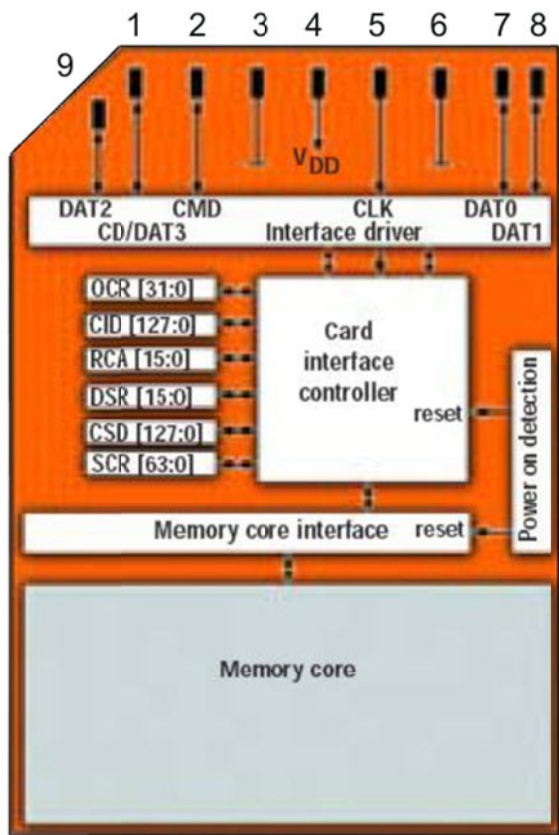 1 2 3 4 5 6 7 8
9
VDD
DAT2 CMD CLK DAT0
CD/DAT3 Interface driver DAT1
OCR [31:0]
CID [127:0]
RCA [15:0]
DSR [15:0]
CSD [127:0]
SCR [63:0]
Card
interface
controller
reset
Power on detection
Memory core interface reset
Memory core